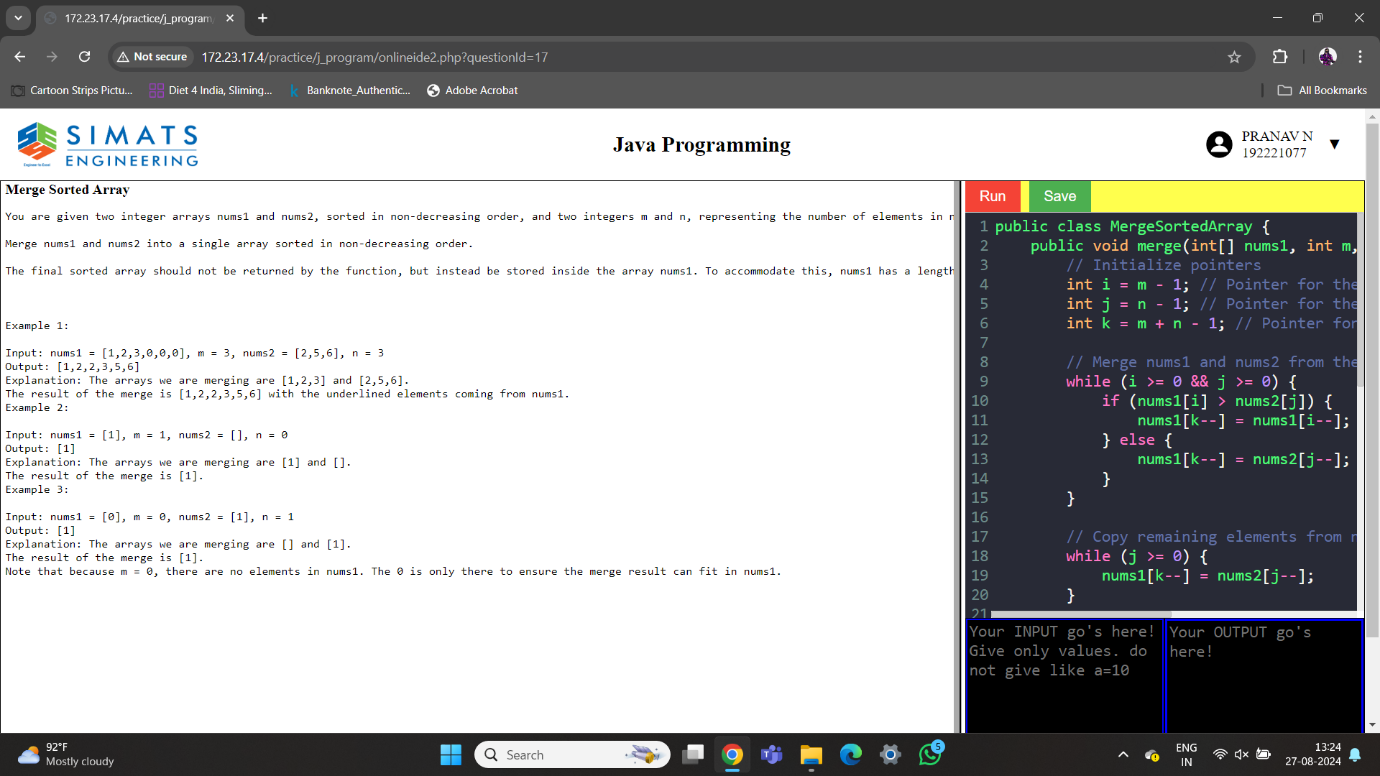 172.23.17.4/practice/j_program,
Not secure
172.23.17.4/practice/j_program/onlineide2.php?questionId=17
Cartoon Strips Pictu...
Diet 4 India, Sliming...
Banknote_Authentic...
Adobe Acrobat
All Bookmarks
SIMATS
ENGINEERING
Engineer to Excel
Java Programming
PRANAV N
192221077
Merge Sorted Array
You are given two integer arrays nums1 and nums2, sorted in non-decreasing order, and two integers m and n, representing the number of elements in n
Merge nums1 and nums2 into a single array sorted in non-decreasing order.
The final sorted array should not be returned by the function, but instead be stored inside the array nums1. To accommodate this, nums1 has a length
Example 1:
Input: nums1 = [1,2,3,0,0,0], m = 3, nums2 = [2,5,6], n = 3
Output: [1,2,2,3,5,6]
Explanation: The arrays we are merging are [1,2,3] and [2,5,6].
The result of the merge is [1,2,2,3,5,6] with the underlined elements coming from nums1.
Example 2:
Input: nums1 = [1], m = 1, nums2 = [], n = 0
Output: [1]
Explanation: The arrays we are merging are [1] and [].
The result of the merge is [1].
Example 3:
Input: nums1 = [0], m = 0, nums2 = [1], n = 1
Output: [1]
Explanation: The arrays we are merging are [] and [1].
The result of the merge is [1].
Note that because m = 0, there are no elements in nums1. The 0 is only there to ensure the merge result can fit in nums1.
Run
Save
1 public class MergeSortedArray {
2 public void merge(int[] nums1, int m,
3 // Initialize pointers
4 int i = m - 1; // Pointer for the
5 int j = n - 1; // Pointer for the
6 int k = m + n - 1; // Pointer for
7
8 // Merge nums1 and nums2 from the
9 while (i >= 0 && j >= 0) {
10 if (nums1[i] > nums2[j]) {
11 nums1[k--] = nums1[i--];
12 } else {
13 nums1[k--] = nums2[j--];
14 }
15 }
16
17 // Copy remaining elements from n
18 while (j >= 0) {
19 nums1[k--] = nums2[j--];
20 }
21
Your INPUT go's here!
Give only values. do
not give like a=10
Your OUTPUT go's
here!
92°F
Mostly cloudy
Search
5
ENG
IN
13:24
27-08-2024